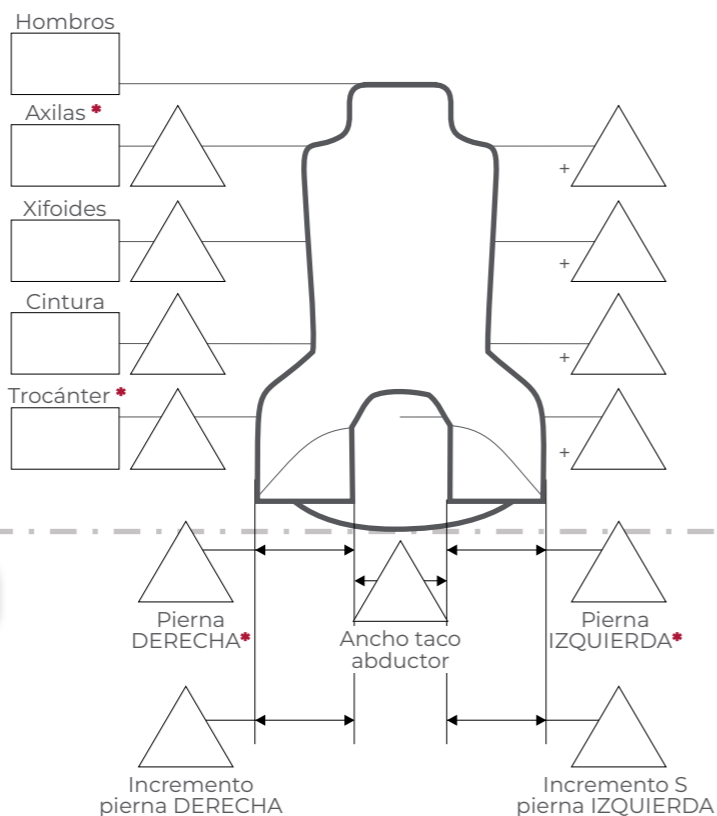 Hombros
Axilas *
+
Xifoides
+
Cintura
+
Trocánter *
+
Pierna
DERECHA*
Ancho taco
abductor
Pierna
IZQUIERDA*
Incremento
pierna DERECHA
Incremento S
pierna IZQUIERDA